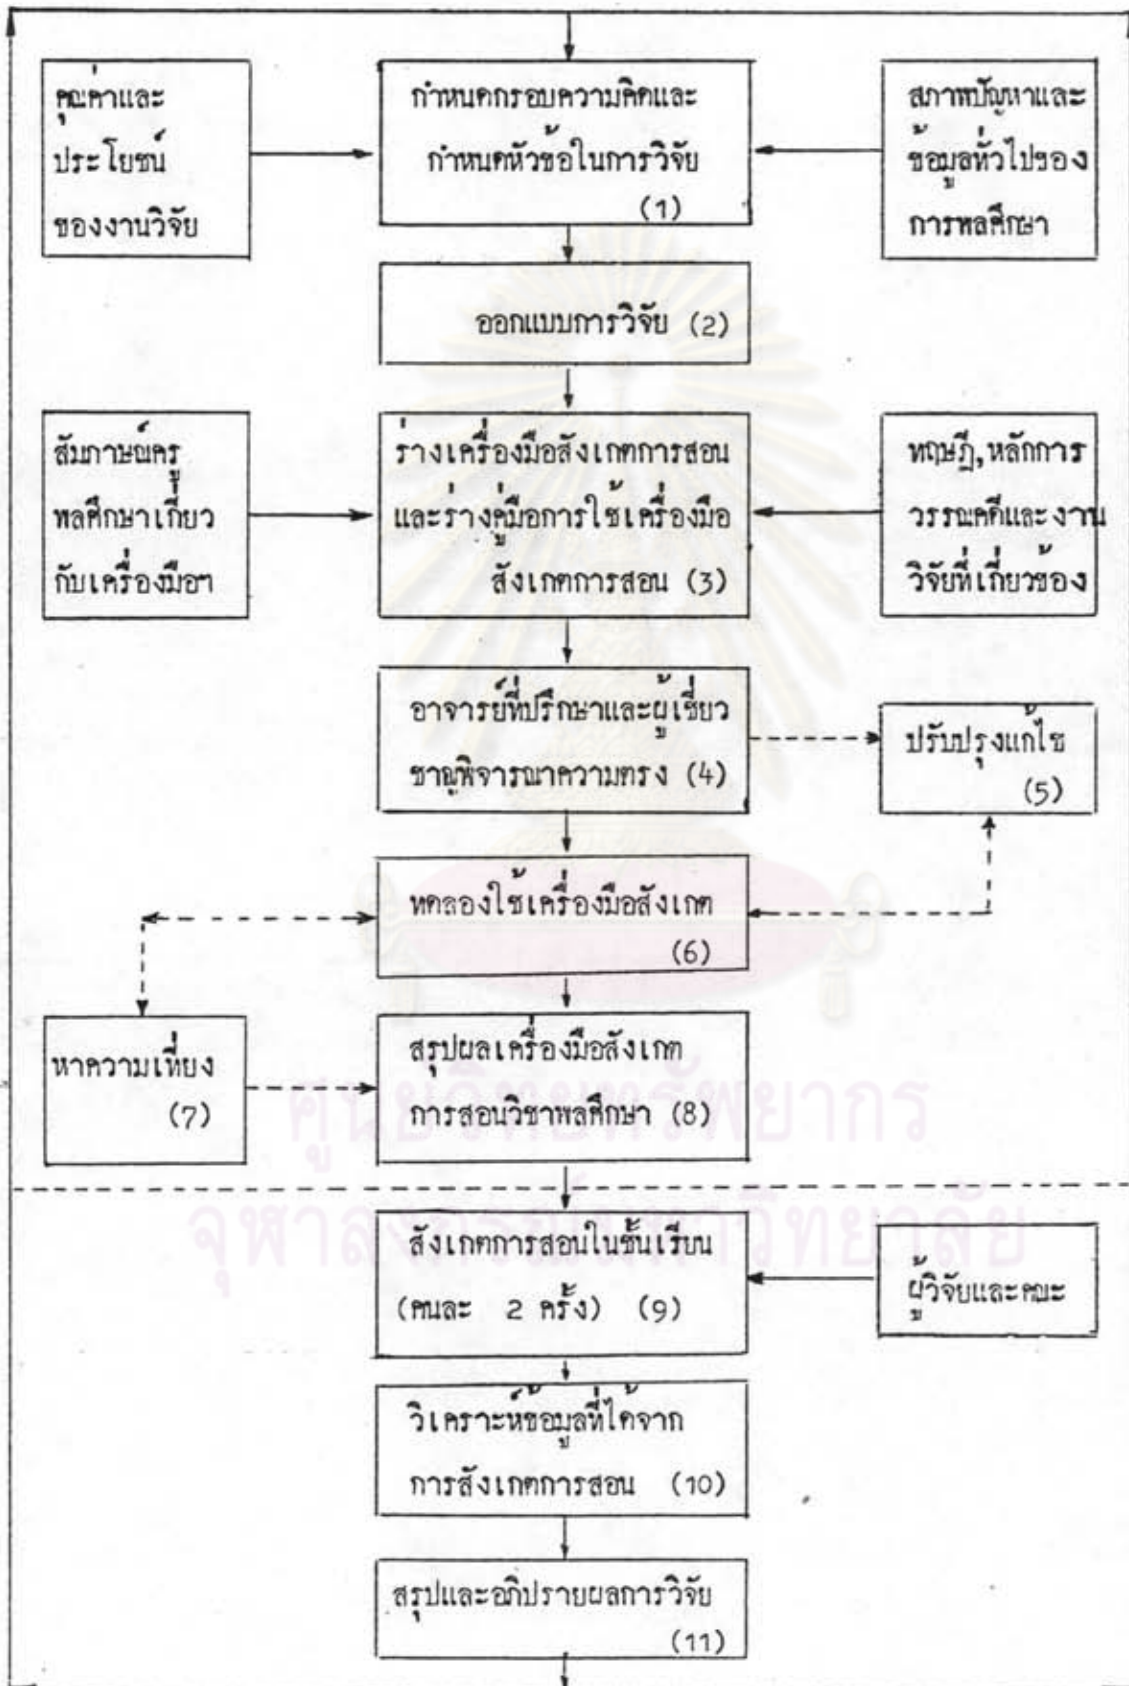 คุณค่าและ
ประโยชน์
ของงานวิจัย
กำหนดกรอบความคิดและ
กำหนดหัวข้อในการวิจัย
(1)
สภาพปัญหาและ
ข้อมูลทั่วไปของ
การพลศึกษา
ออกแบบการวิจัย (2)
สัมภาษณ์ครู
พลศึกษาเกี่ยว
กับเครื่องมือฯ
ร่างเครื่องมือสังเกตการสอน
และร่างคู่มือการใช้เครื่องมือ
สังเกตการสอน (3)
ทฤษฎี,หลักการ
วรรณคดีและงาน
วิจัยที่เกี่ยวข้อง
อาจารย์ที่ปรึกษาและผู้เชี่ยว
ชาญพิจารณาความตรง (4)
ปรับปรุงแก้ไข
(5)
ทดลองใช้เครื่องมือสังเกต
(6)
หาความเที่ยง
(7)
สรุปผลเครื่องมือสังเกต
การสอนวิชาพลศึกษา (8)
ศูนย์วิทยทรัพยากร
จุฬาลงกรณ์มหาวิทยาลัย
สังเกตการสอนในชั้นเรียน
(คนละ 2 ครั้ง) (9)
ผู้วิจัยและคณะ
วิเคราะห์ข้อมูลที่ได้จาก
การสังเกตการสอน (10)
สรุปและอภิปรายผลการวิจัย
(11)